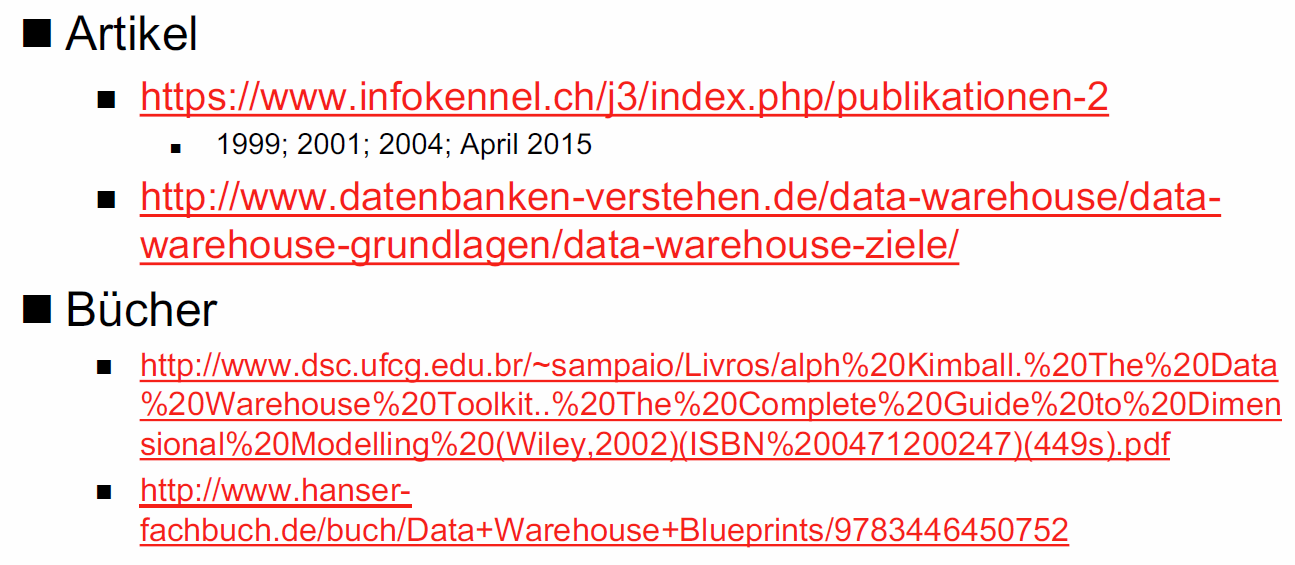 Artikel
https://www.infokennel.ch/j3/index.php/publikationen-2
1999; 2001; 2004; April 2015
http://www.datenbanken-verstehen.de/data-warehouse/data-
warehouse-grundlagen/data-warehouse-ziele/
Bücher
http://www.dsc.ufcg.edu.br/~sampaio/Livros/alph%20Kimball.%20The%20Data
%20Warehouse%20Toolkit..%20The%20Complete%20Guide%20to%20Dimen
sional%20Modelling%20(Wiley,2002)(ISBN%200471200247)(449s).pdf
http://www.hanser-
fachbuch.de/buch/Data+Warehouse+Blueprints/9783446450752